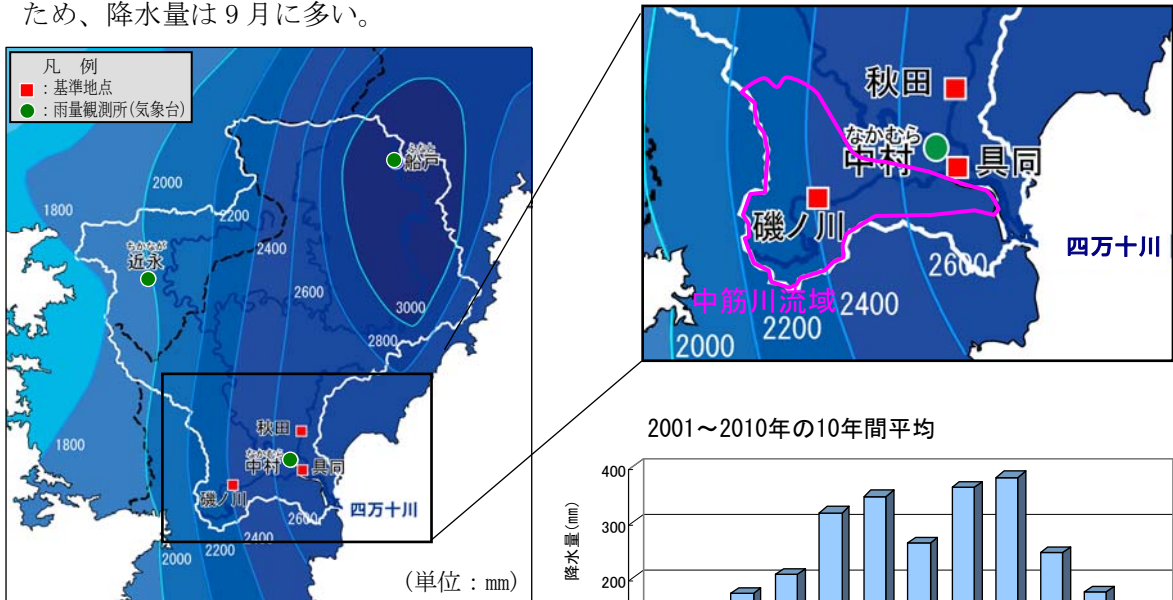 ため、降水量は9月に多い。
凡 例
：基準地点
：雨量観測所(気象台)
ふなと
船戸
2000
1800
2200
ちかなが
近永
2400
2600
3000
2800
1800
秋田
なかむら
中村
具同
磯ノ川
四万十川
2600
2400
2200
2000
(単位：mm)
秋田
なかむら
中村
具同
磯ノ川
四万十川
2600
中筋川流域
2400
2200
2000
2001～2010年の10年間平均
400
300
200
降水量(mm)